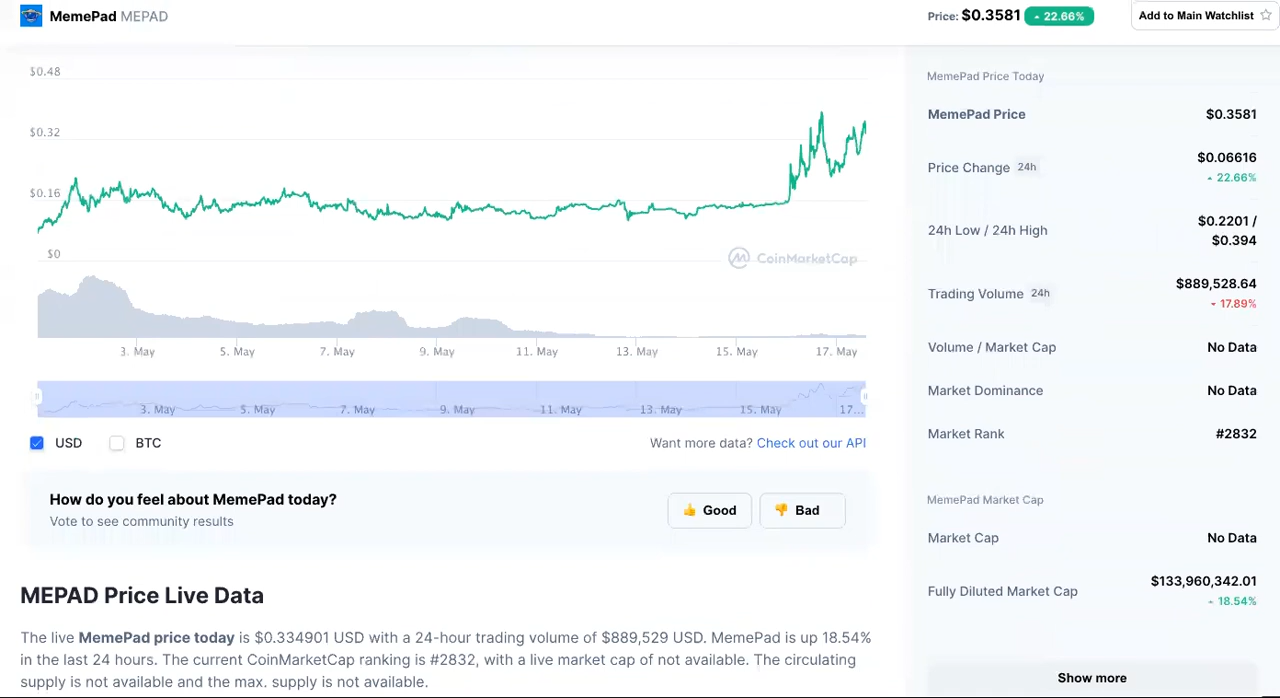 MemePad MEPAD
Price: $0.3581 22.66%
Add to Main Watchlist
$0.48
$0.32
$0.16
$0
CoinMarketCap
3. May 5. May 7. May 9. May 11. May 13. May 15. May 17. May
3. May 5. May 7. May 9. May 11. May 13. May 15. May 17...
USD BTC
Want more data? Check out our API
How do you feel about MemePad today?
Vote to see community results
👍 Good 👎 Bad
MEPAD Price Live Data
The live MemePad price today is $0.334901 USD with a 24-hour trading volume of $889,529 USD. MemePad is up 18.54%
in the last 24 hours. The current CoinMarketCap ranking is #2832, with a live market cap of not available. The circulating
supply is not available and the max. supply is not available.
MemePad Price Today
MemePad Price $0.3581
Price Change 24h $0.06616
22.66%
24h Low / 24h High $0.2201 /
$0.394
Trading Volume 24h $889,528.64
17.89%
Volume / Market Cap No Data
Market Dominance No Data
Market Rank #2832
MemePad Market Cap
Market Cap No Data
Fully Diluted Market Cap $133,960,342.01
18.54%
Show more